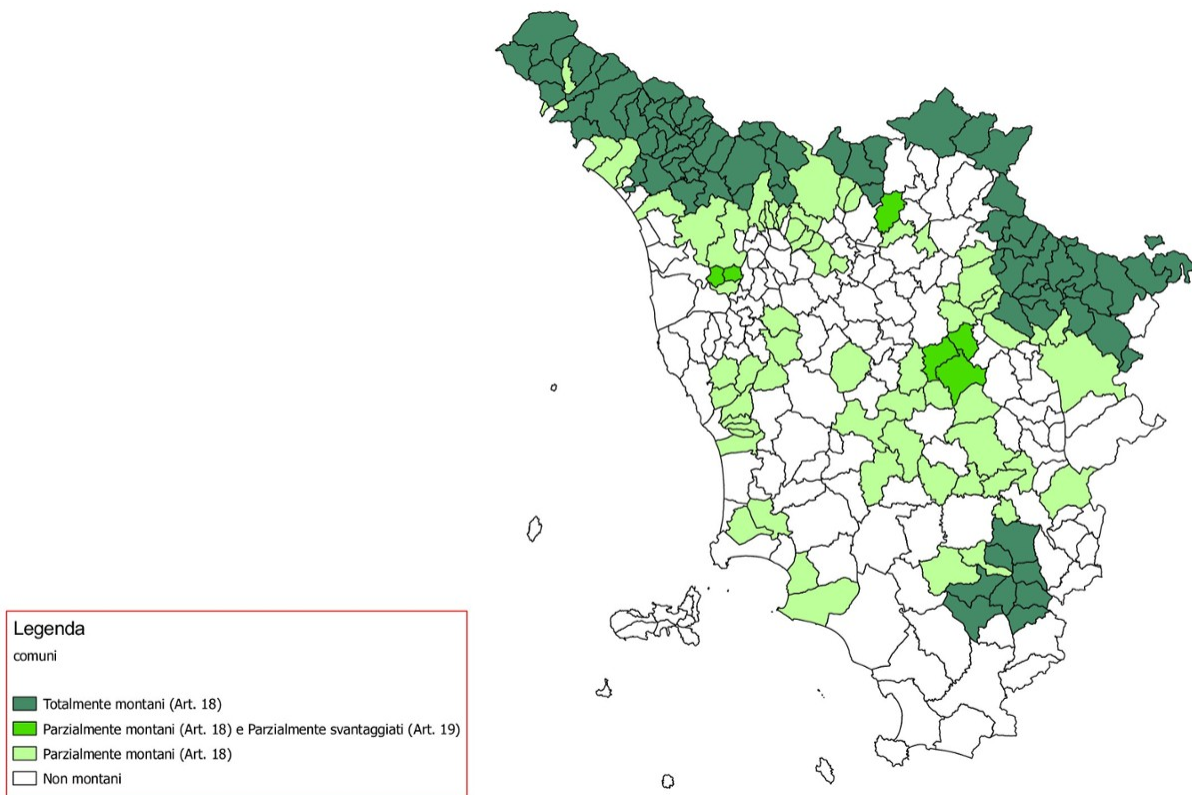 Legenda
comuni
Totalmente montani (Art. 18)
Parzialmente montani (Art. 18) e Parzialmente svantaggiati (Art. 19)
Parzialmente montani (Art. 18)
Non montani